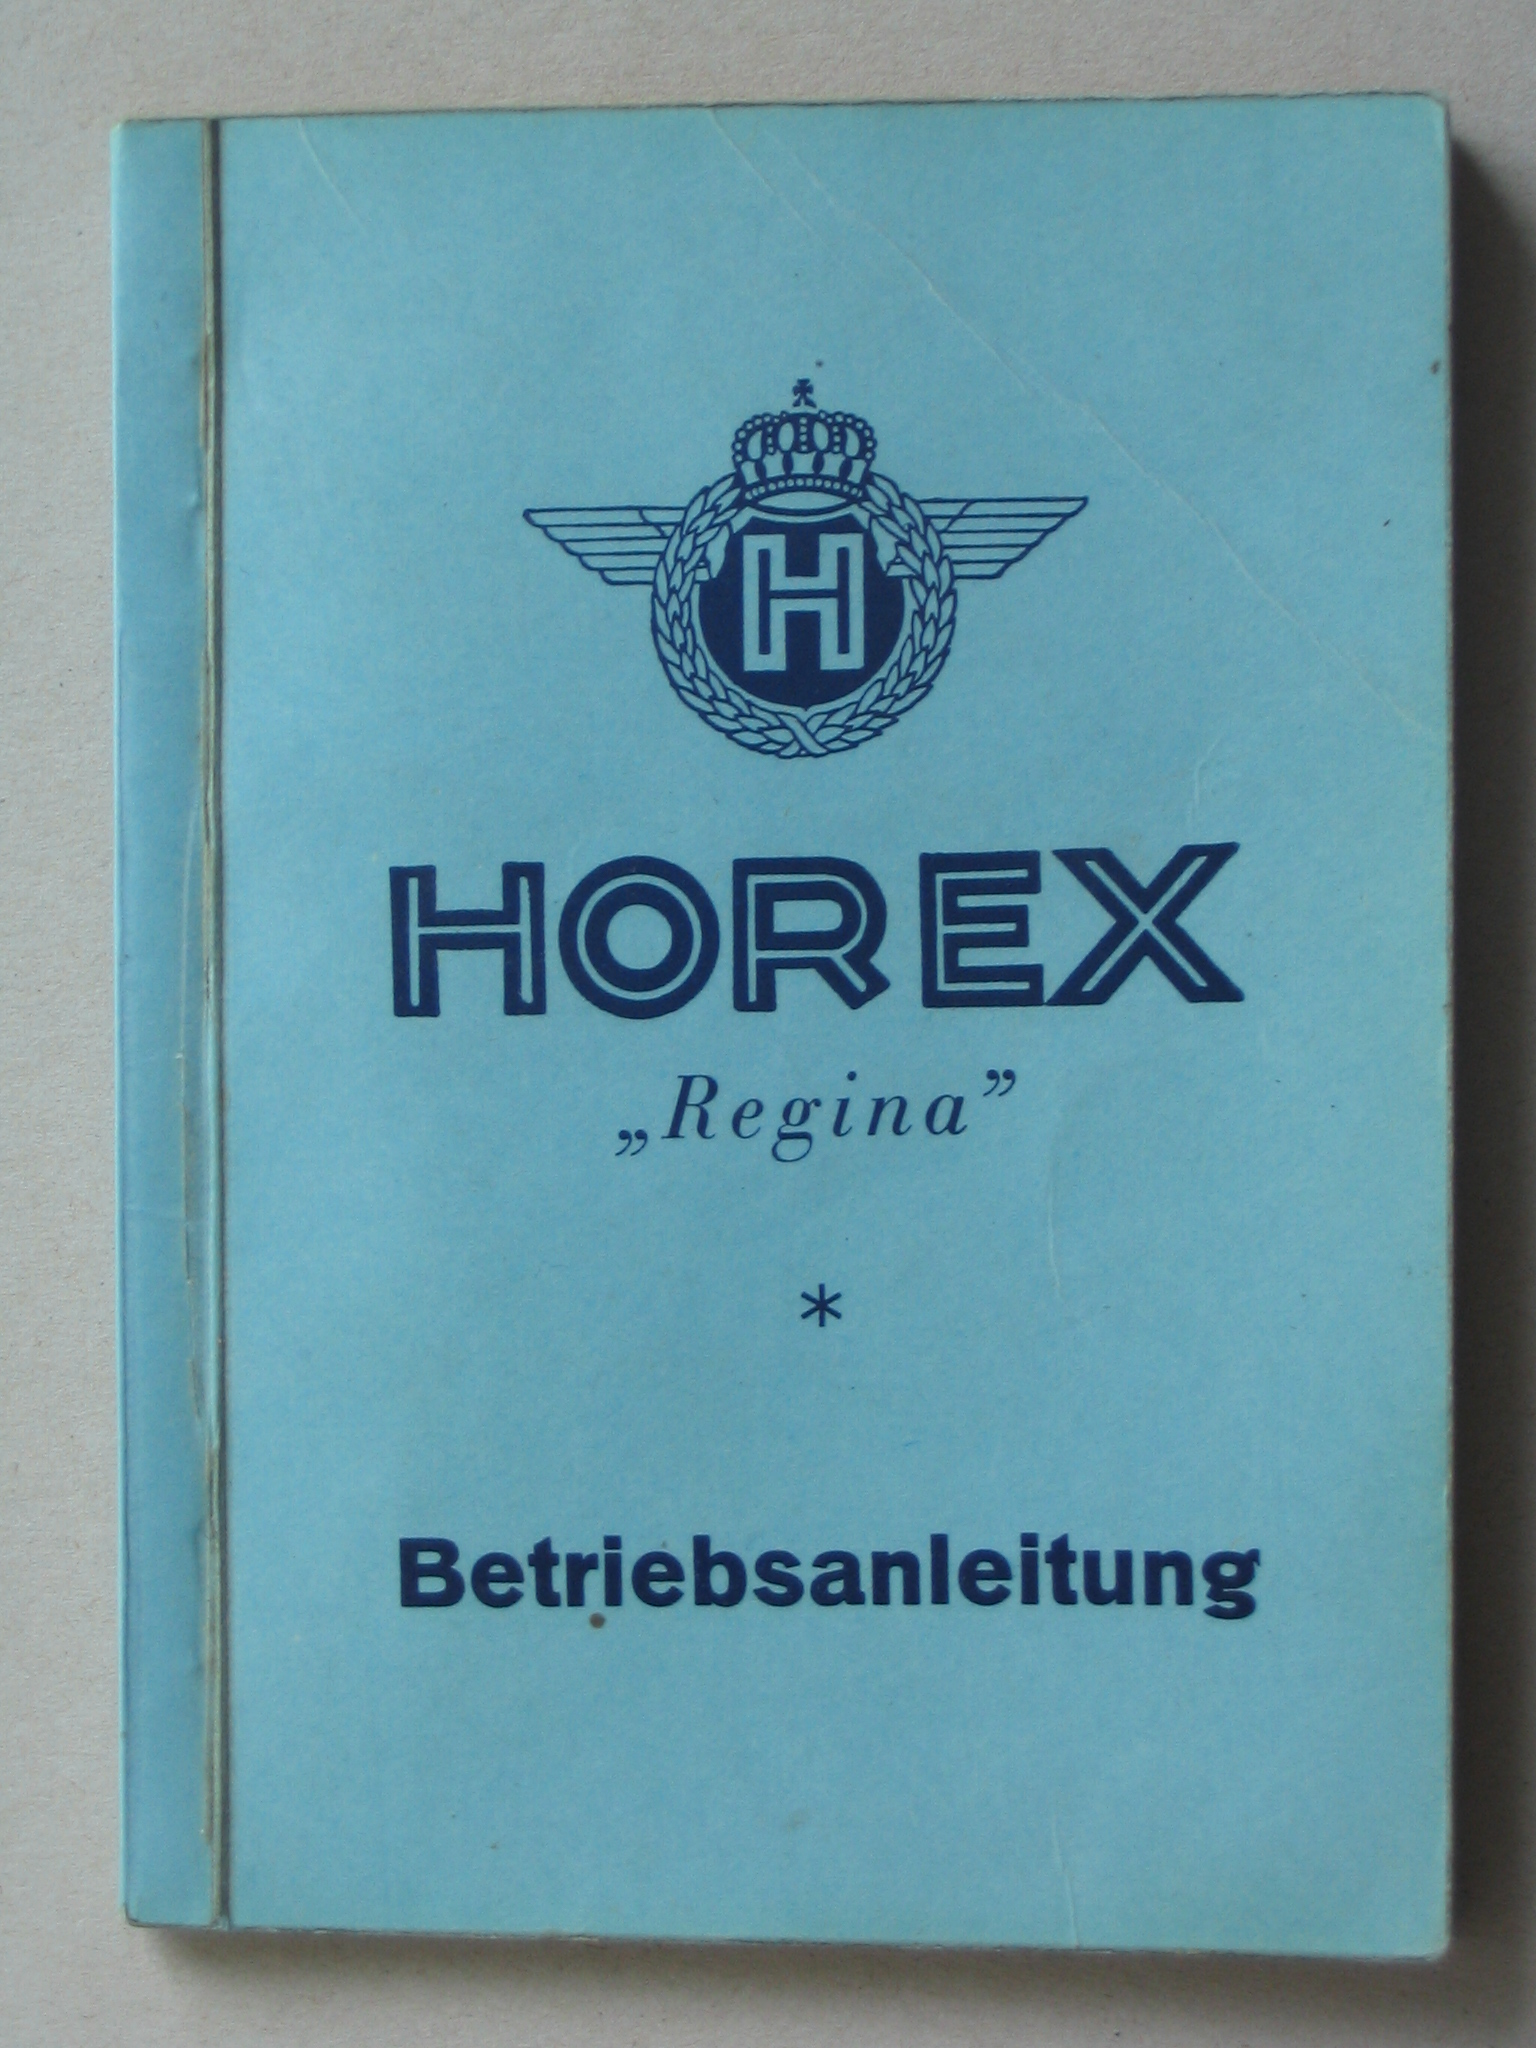 H
HOREX
„Regina”
*
Betriebsanleitung